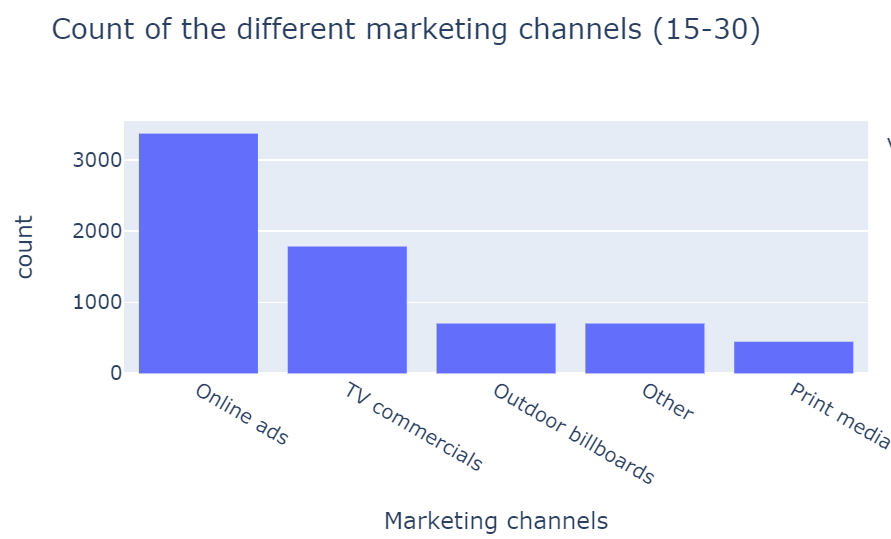 Count of the different marketing channels (15-30)
count
3000
2000
1000
0
Online ads
TV commercials
Outdoor billboards
Other
Print media
Marketing channels